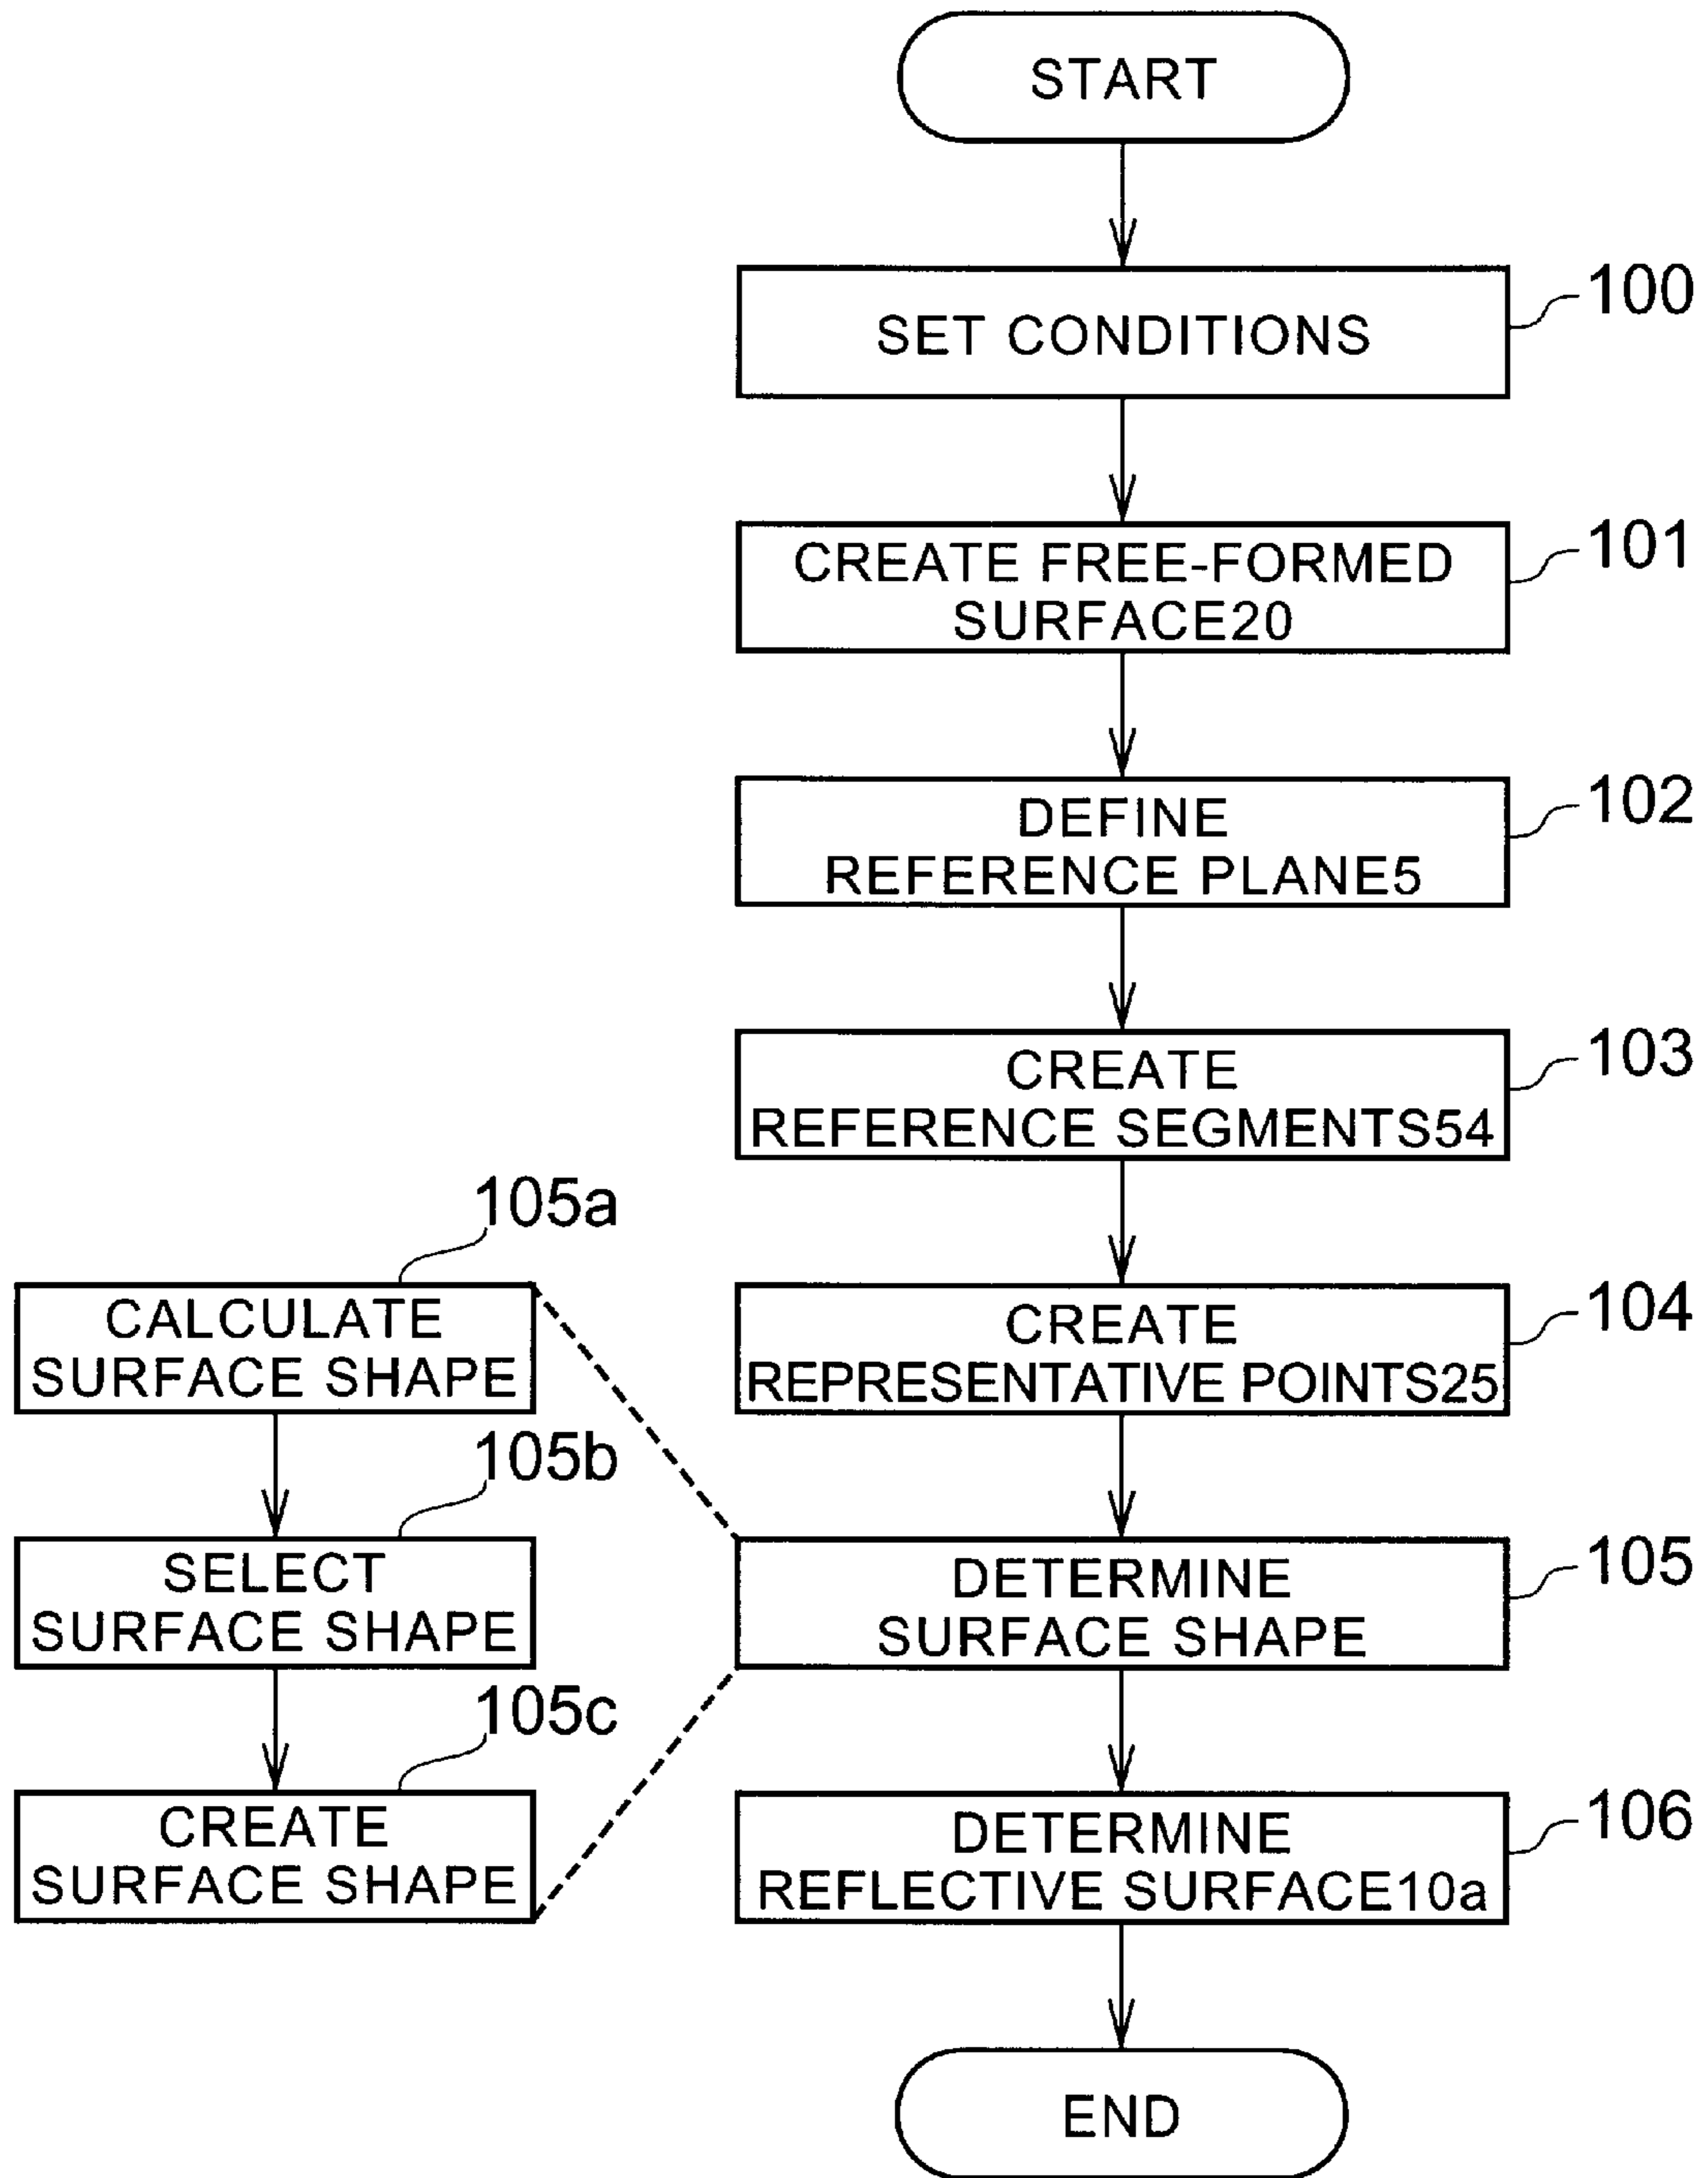 START
SET CONDITIONS
100
CREATE FREE-FORMED
SURFACE20
101
DEFINE
REFERENCE PLANE5
102
CREATE
REFERENCE SEGMENTS54
103
CREATE
REPRESENTATIVE POINTS25
104
DETERMINE
SURFACE SHAPE
105
105a
CALCULATE
SURFACE SHAPE
105b
SELECT
SURFACE SHAPE
105c
CREATE
SURFACE SHAPE
DETERMINE
REFLECTIVE SURFACE10a
106
END